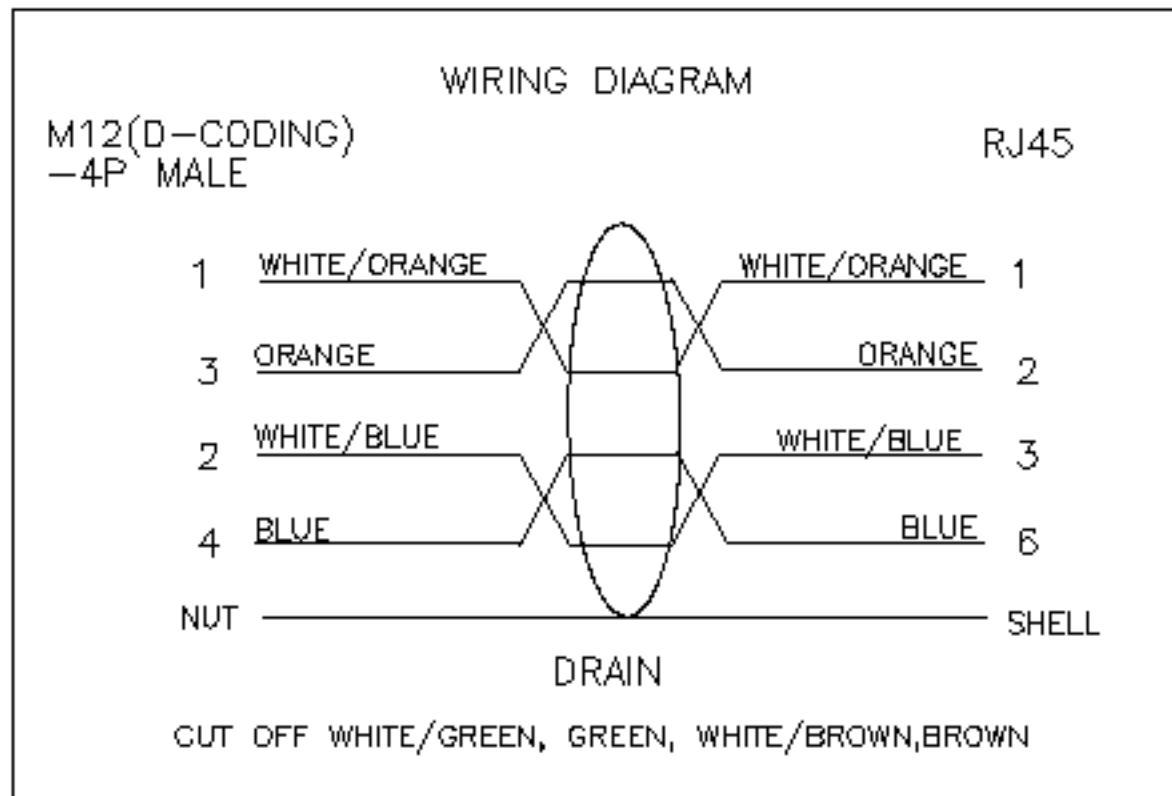 WIRING DIAGRAM
M12(D-CODING)
-4P MALE
RJ45
1 WHITE/ORANGE WHITE/ORANGE 1
3 ORANGE ORANGE 2
2 WHITE/BLUE WHITE/BLUE 3
4 BLUE BLUE 6
NUT SHELL
DRAIN
CUT OFF WHITE/GREEN, GREEN, WHITE/BROWN,BROWN